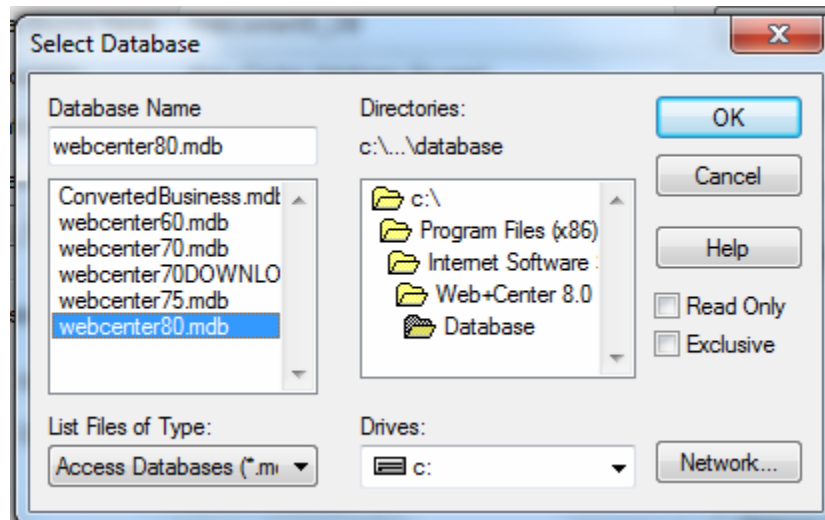 Select Database
Database Name
webcenter80.mdb
ConvertedBusiness.mdb
webcenter60.mdb
webcenter70.mdb
webcenter70DOWNLO
webcenter75.mdb
webcenter80.mdb
List Files of Type:
Access Databases (*.m
Directories:
c:\...\database
c:\
Program Files (x86)
Internet Software
Web+Center 8.0
Database
Drives:
c:
OK
Cancel
Help
Read Only
Exclusive
Network...